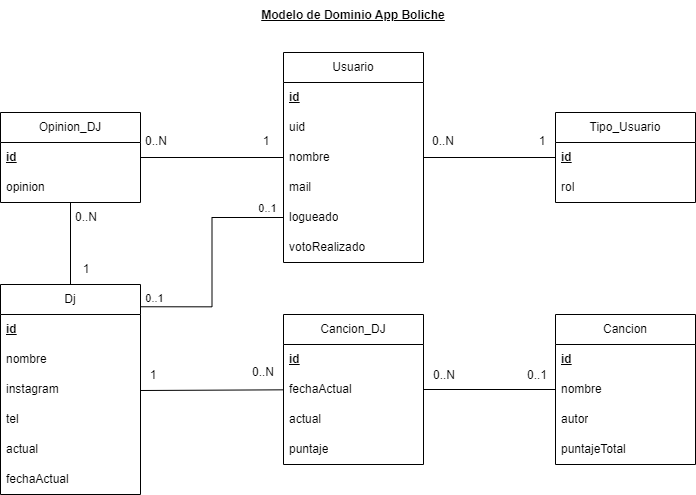 Modelo de Dominio App Boliche
Usuario
id
uid
nombre
mail
logueado
votoRealizado
Opinion_DJ
id
opinion
Tipo_Usuario
id
rol
0..N
1
0..N
1
0..N
1
0..1
0..1
Dj
id
nombre
instagram
tel
actual
fechaActual
Cancion_DJ
id
fechaActual
actual
puntaje
Cancion
id
nombre
autor
puntajeTotal
1
0..N
0..N
0..1